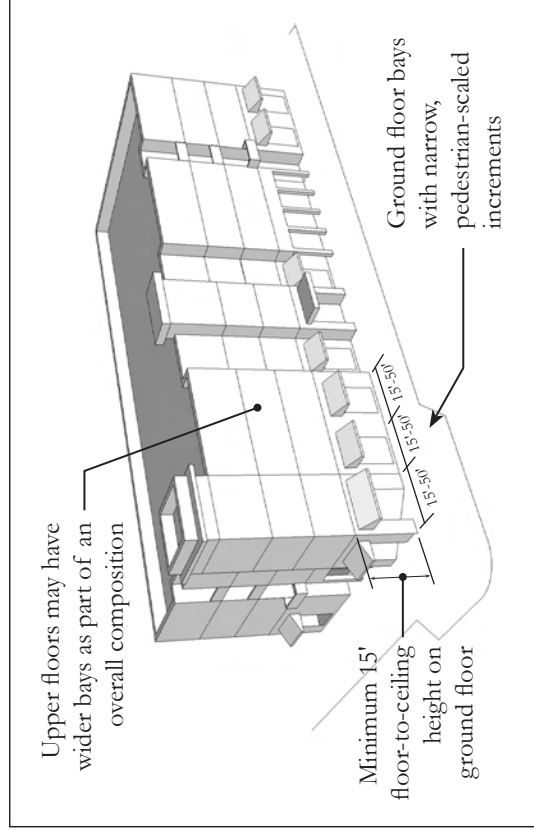 Upper floors may have
wider bays as part of an
overall composition
Minimum 15'
floor-to-ceiling
height on
ground floor
15'-50'
15'-50'
15'-50'
Ground floor bays
with narrow,
pedestrian-scaled
increments